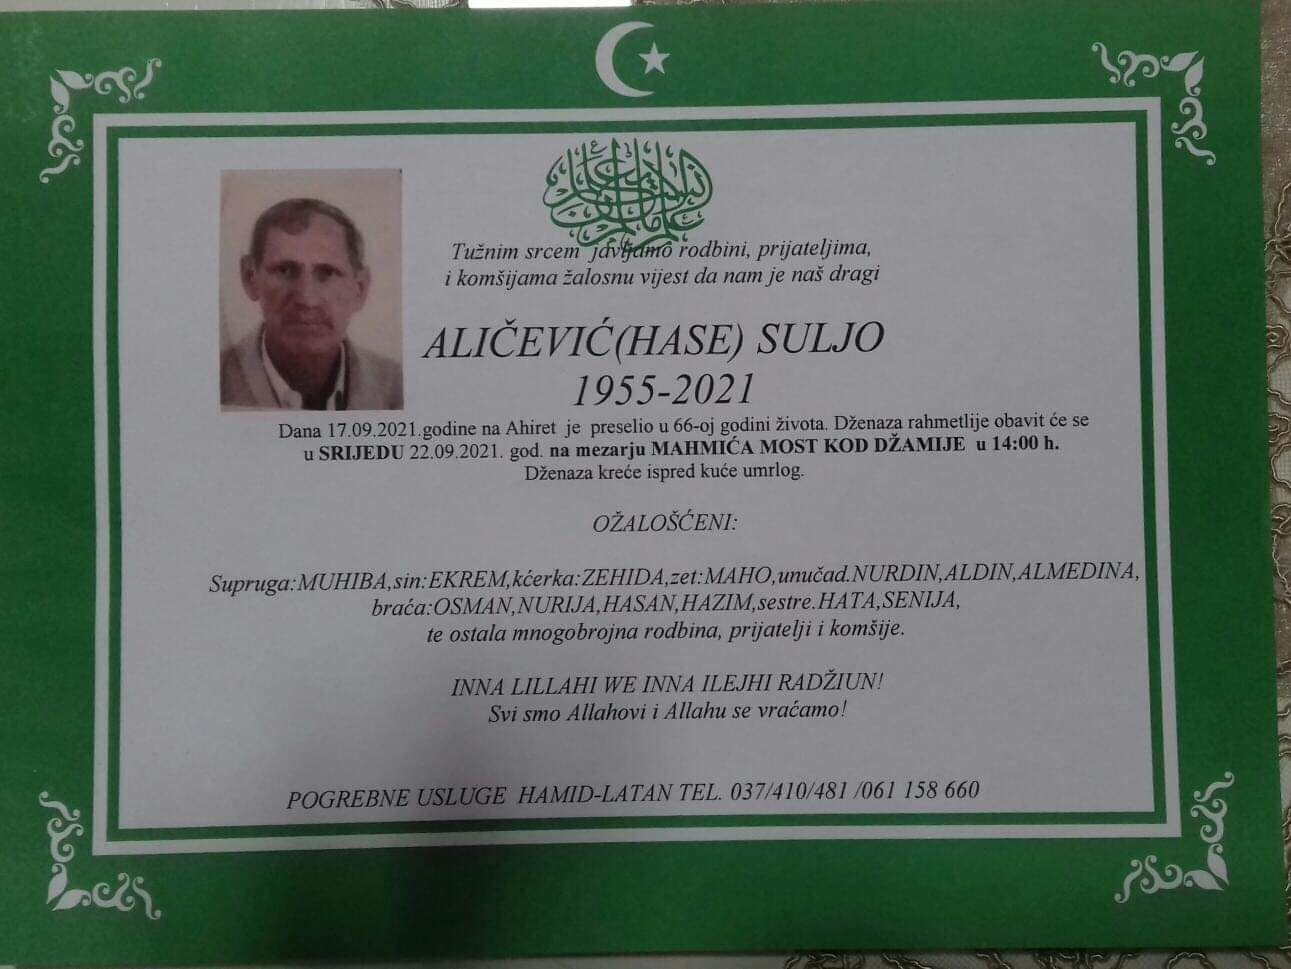 Tužnim srcem javljamo rodbini, prijateljima,
i komšijama žalosnu vijest da nam je naš dragi
ALIČEVIĆ(HASE) SULJO
1955-2021
Dana 17.09.2021.godine na Ahiret je preselio u 66-oj godini života. Dženaza rahmetlije obavit će se
u SRIJEDU 22.09.2021. god. na mezarju MAHMIĆA MOST KOD DŽAMIJE u 14:00 h.
Dženaza kreće ispred kuće umrlog.
OŽALOŠĆENI:
Supruga:MUHIBA,sin:EKREM,kćerka:ZEHIDA,zet:MAHO,unučad.NURDIN,ALDIN,ALMEDINA,
braća:OSMAN,NURIJA,HASAN,HAZIM,sestre.HATA,SENIJA,
te ostala mnogobrojna rodbina, prijatelji i komšije.
INNA LILLAHI WE INNA ILEJHI RADŽIUN!
Svi smo Allahovi i Allahu se vraćamo!
POGREBNE USLUGE HAMID-LATAN TEL. 037/410/481 /061 158 660